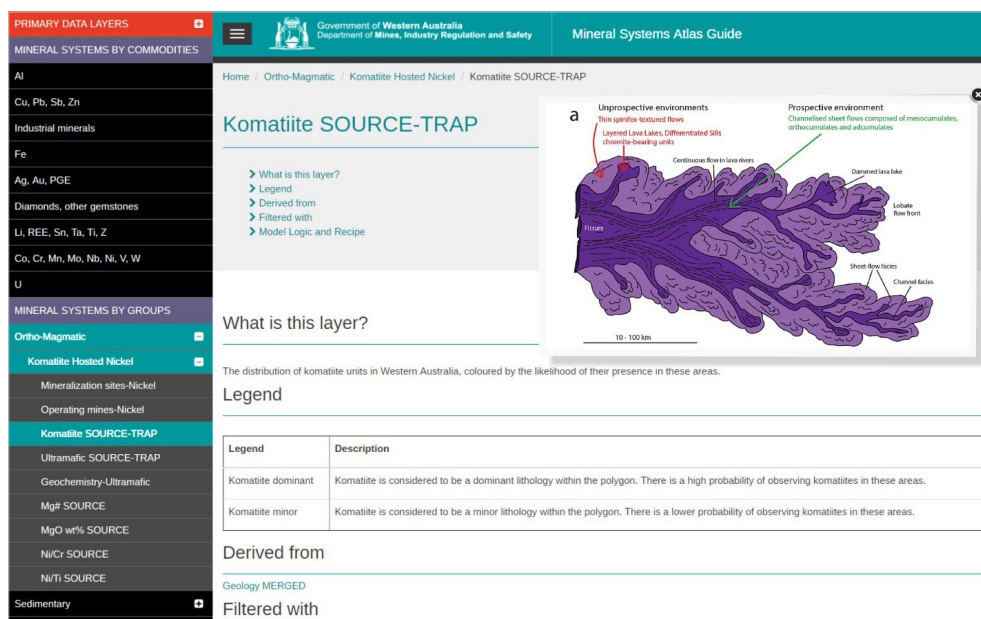 PRIMARY DATA LAYERS
MINERAL SYSTEMS BY COMMODITIES
Al
Cu, Pb, Sb, Zn
Industrial minerals
Fe
Ag, Au, PGE
Diamonds, other gemstones
Li, REE, Sn, Ta, Ti, Z
Co, Cr, Mn, Mo, Nb, Ni, V, W
U
MINERAL SYSTEMS BY GROUPS
Ortho-Magmatic
Komatiite Hosted Nickel
Mineralization sites-Nickel
Operating mines-Nickel
Komatiite SOURCE-TRAP
Ultramafic SOURCE-TRAP
Geochemistry-Ultramafic
Mg# SOURCE
MgO wt% SOURCE
Ni/Cr SOURCE
Ni/Ti SOURCE
Sedimentary
Government of Western Australia
Department of Mines, Industry Regulation and Safety
Mineral Systems Atlas Guide
Home / Ortho-Magmatic / Komatiite Hosted Nickel / Komatiite SOURCE-TRAP
Komatiite SOURCE-TRAP
What is this layer?
Legend
Derived from
Filtered with
Model Logic and Recipe
a
Unprospective environments
Thin spinifex-textured flows
Layered Lava Lakes, Differentiated Sills
chromite-bearing units
Prospective environment
Channelised sheet flows composed of mesocumulates,
orthocumulates and adcumulates
Continuous flow in lava rivers
Dammed lava lake
Lobate
flow front
Fissure
Sheet-flow facies
Channel facies
10 - 100 km
What is this layer?
The distribution of komatiite units in Western Australia, coloured by the likelihood of their presence in these areas.
Legend
Legend Description
Komatiite dominant Komatiite is considered to be a dominant lithology within the polygon. There is a high probability of observing komatiites in these areas.
Komatiite minor Komatiite is considered to be a minor lithology within the polygon. There is a lower probability of observing komatiites in these areas.
Derived from
Geology MERGED
Filtered with